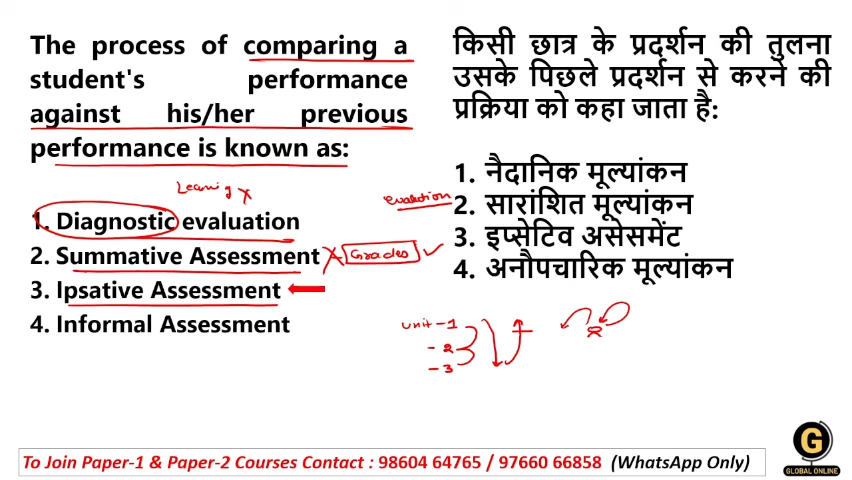 The process of comparing a
student's performance
against his/her previous
performance is known as:
Learning
1. Diagnostic evaluation
2. Summative Assessment
Grades
3. Ipsative Assessment
4. Informal Assessment
किसी छात्र के प्रदर्शन की तुलना
उसके पिछले प्रदर्शन से करने की
प्रक्रिया को कहा जाता है:
1. नैदानिक मूल्यांकन
evaluation
2. सारांशित मूल्यांकन
3. इप्सेटिव असेसमेंट
4. अनौपचारिक मूल्यांकन
unit - 1
- 2
- 3
G
GLOBAL ONLINE
To Join Paper-1 & Paper-2 Courses Contact : 98604 64765 / 97660 66858 (WhatsApp Only)